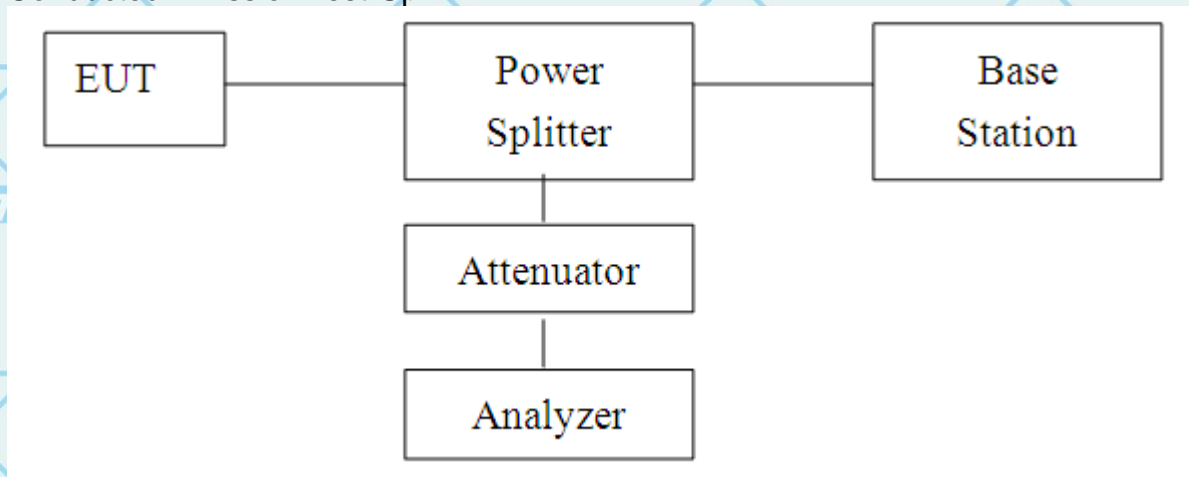 EUT
Power
Splitter
Base
Station
Attenuator
Analyzer